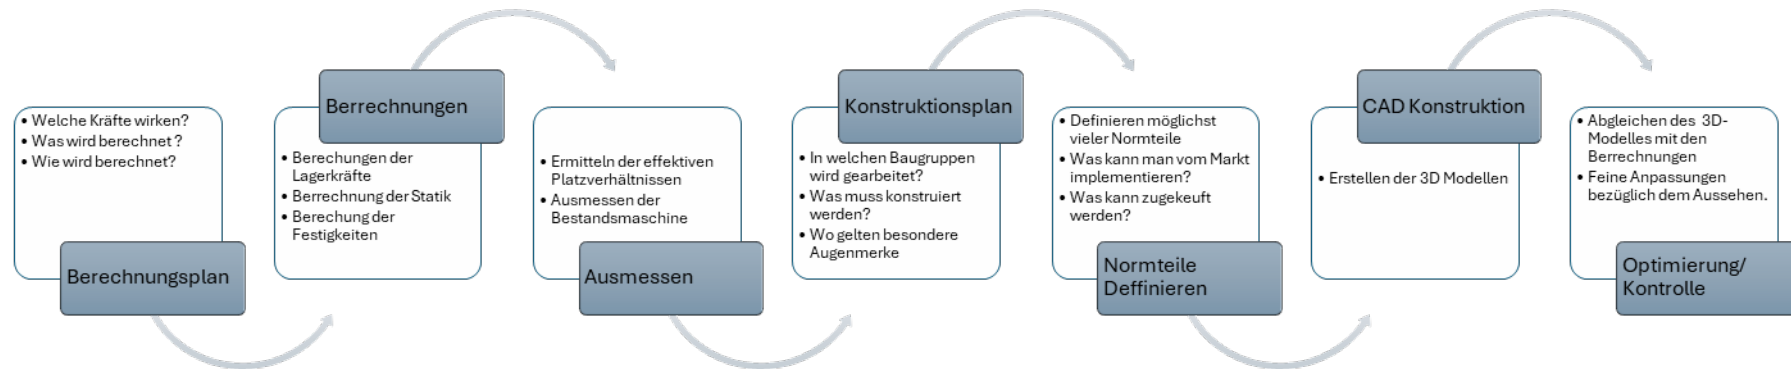 • Welche Kräfte wirken?
• Was wird berechnet ?
• Wie wird berechnet?
Berechnungsplan
Berrechnungen
• Berechungen der
Lagerkräfte
• Berrechnung der Statik
• Berechung der
Festigkeiten
• Ermitteln der effektiven
Platzverhältnissen
• Ausmessen der
Bestandsmaschine
Ausmessen
Konstruktionsplan
• In welchen Baugruppen
wird gearbeitet?
• Was muss konstruiert
werden?
• Wo gelten besondere
Augenmerke
• Definieren möglichst
vieler Normteile
• Was kann man vom Markt
implementieren?
• Was kann zugekeuft
werden?
Normteile
Deffinieren
CAD Konstruktion
• Erstellen der 3D Modellen
• Abgleichen des 3D-
Modelles mit den
Berrechnungen
• Feine Anpassungen
bezüglich dem Aussehen.
Optimierung/
Kontrolle